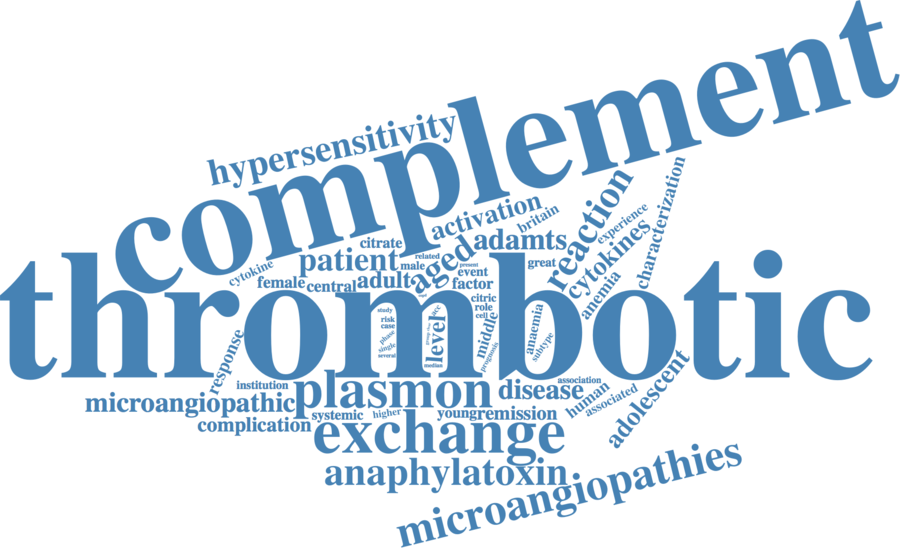 complement
hypersensitivity
thrombotic
characterization
reaction
activation
britain
experience
cytokines
adamts
aged
citrate
related
patient
male
present
great
cytokine
event
anemia
female
central
adult
factor
citric
role
cell
study
risk
case
phase
single
several
level
median
middle
prognosis
anaemia
subtype
response
institution
plasmon
disease
association
human
associated
adolescent
microangiopathic
systemic
higher
young
remission
complication
exchange
anaphylatoxin
microangiopathies